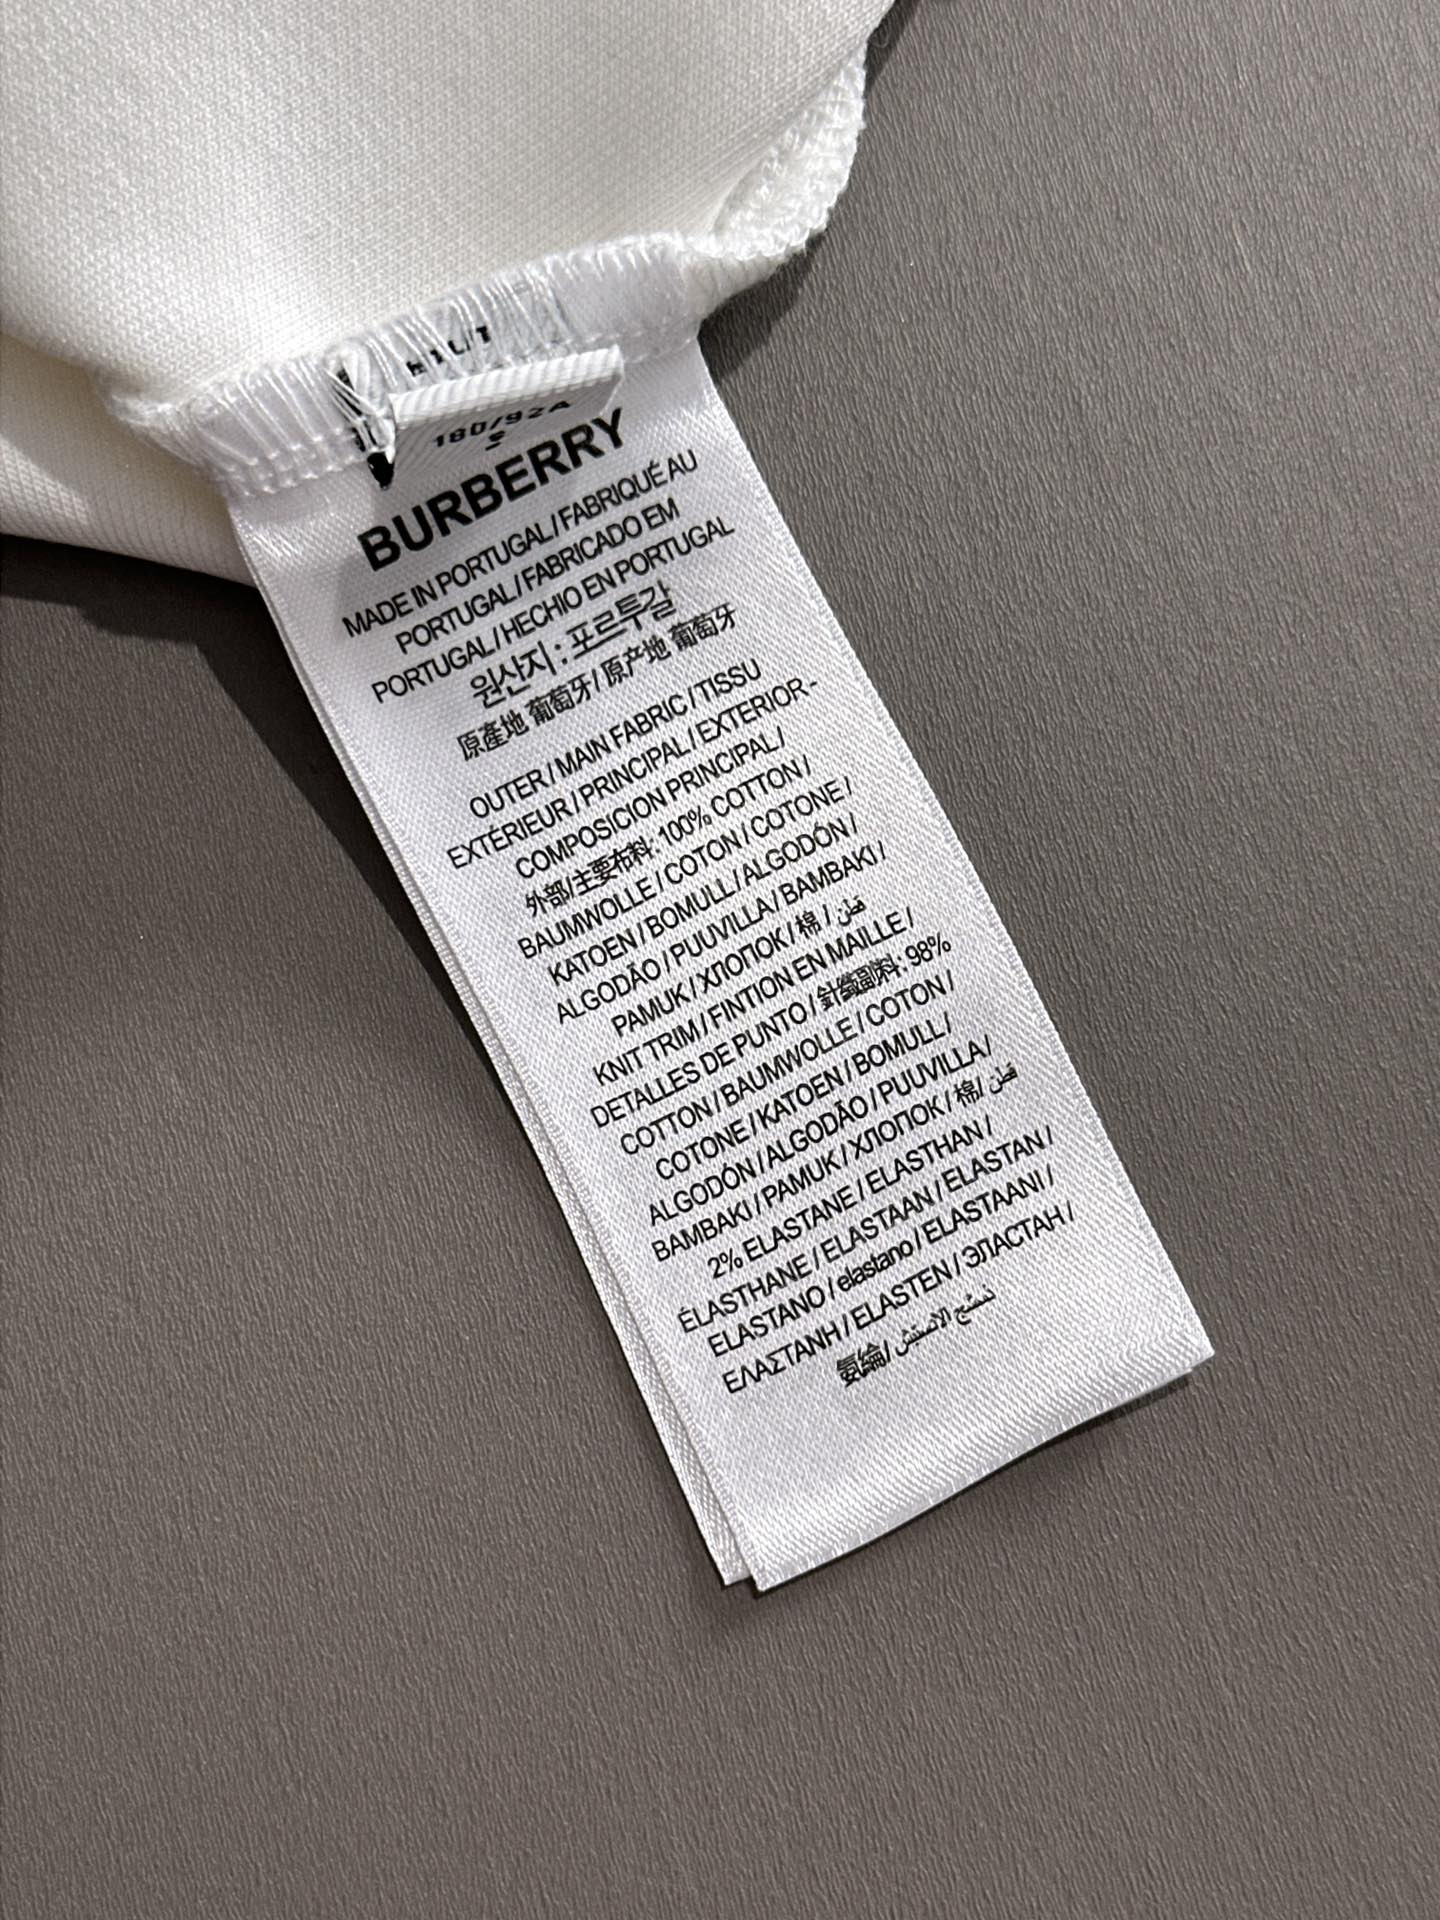 180/92A
S
BURBERRY
MADE IN PORTUGAL / FABRIQUÉ AU
PORTUGAL / FABRICADO EM
PORTUGAL / HECHO EN PORTUGAL
원산지 : 포르투갈
原產地 葡萄牙 / 原产地 葡萄牙
OUTER / MAIN FABRIC / TISSU
EXTÉRIEUR / PRINCIPAL / EXTERIOR -
COMPOSICION PRINCIPAL /
外部/主要布料: 100% COTTON /
BAUMWOLLE / COTON / COTONE /
KATOEN / BOMULL / ALGODÓN /
ALGODÃO / PUUVILLA / BAMBAKI /
PAMUK / ХЛОПОК / 棉 / قطن
KNIT TRIM / FINTION EN MAILLE /
DETALLES DE PUNTO / 針織副料: 98%
COTTON / BAUMWOLLE / COTON /
COTONE / KATOEN / BOMULL /
ALGODÓN / ALGODÃO / PUUVILLA /
BAMBAKI / PAMUK / ХЛОПОК / 棉/ قطن
2% ELASTANE / ELASTHAN /
ÉLASTHANE / ELASTAAN / ELASTAN /
ELASTANO / elastano / ELASTAANI /
ΕΛΑΣΤΑΝΗ / ELASTEN / ЭЛАСТАН /
氨綸/